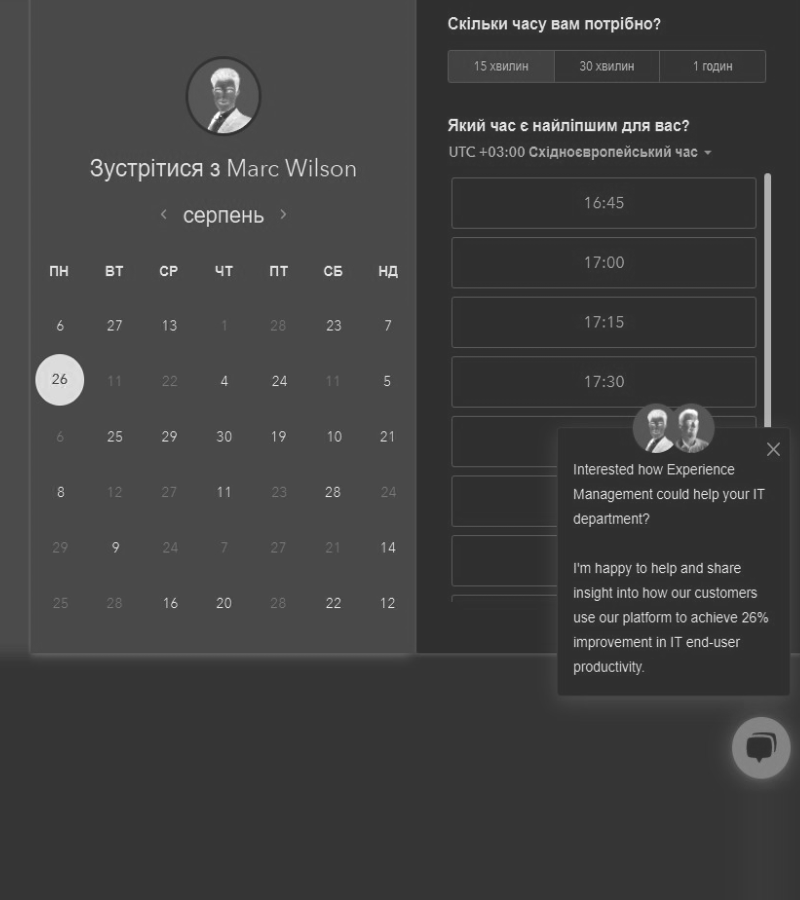 Зустрітися з Marc Wilson
серпень
ПН ВТ СР ЧТ ПТ СБ НД
6 27 13 1 28 23 7
26 11 22 4 24 11 5
6 25 29 30 19 10 21
8 12 27 11 23 28 24
29 9 24 7 27 21 14
25 28 16 20 28 22 12
Скільки часу вам потрібно?
15 хвилин 30 хвилин 1 годин
Який час є найліпшим для вас?
UTC +03:00 Східноєвропейський час
16:45
17:00
17:15
17:30
Interested how Experience
Management could help your IT
department?
I'm happy to help and share
insight into how our customers
use our platform to achieve 26%
improvement in IT end-user
productivity.